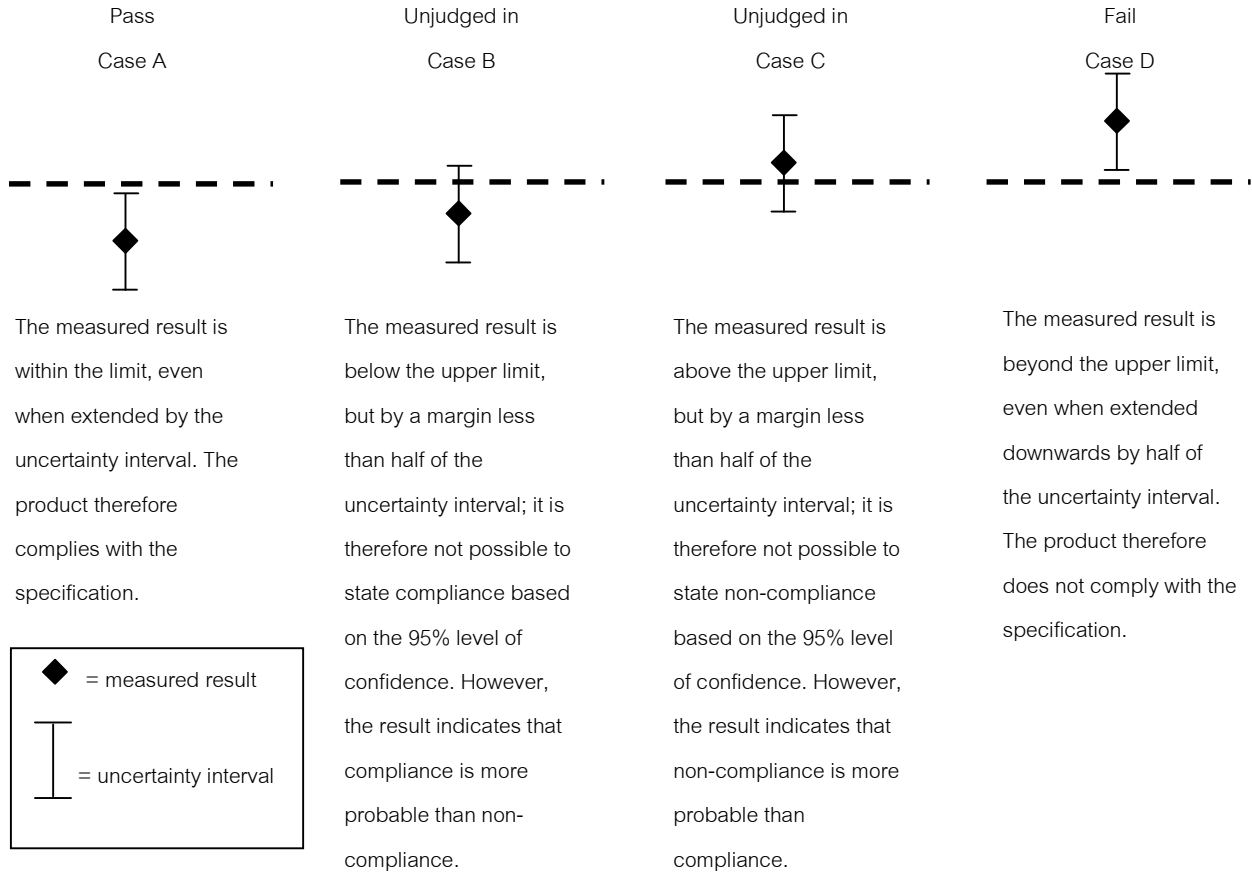 Pass
Case A
Unjudged in
Case B
Unjudged in
Case C
Fail
Case D
The measured result is
within the limit, even
when extended by the
uncertainty interval. The
product therefore
complies with the
specification.
The measured result is
below the upper limit,
but by a margin less
than half of the
uncertainty interval; it is
therefore not possible to
state compliance based
on the 95% level of
confidence. However,
the result indicates that
compliance is more
probable than non-
compliance.
The measured result is
above the upper limit,
but by a margin less
than half of the
uncertainty interval; it is
therefore not possible to
state non-compliance
based on the 95% level
of confidence. However,
the result indicates that
non-compliance is more
probable than
compliance.
The measured result is
beyond the upper limit,
even when extended
downwards by half of
the uncertainty interval.
The product therefore
does not comply with the
specification.
= measured result
= uncertainty interval